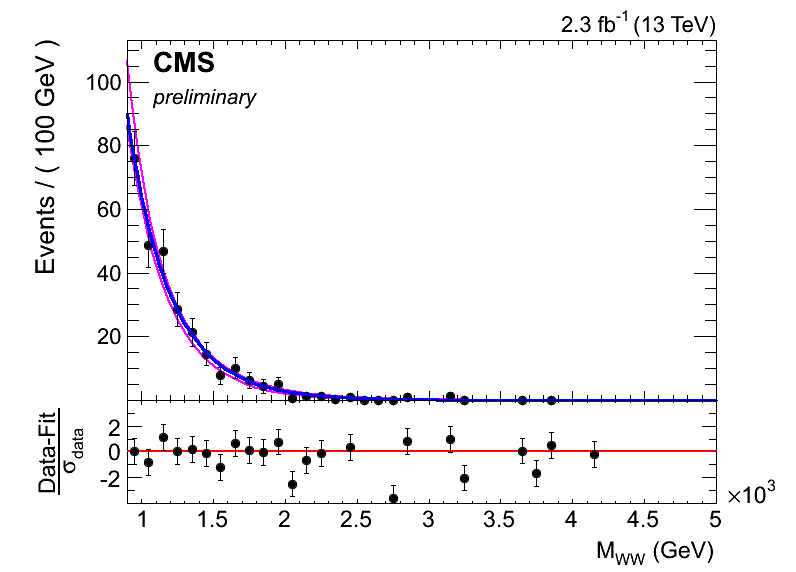 2.3 fb⁻¹ (13 TeV)
CMS
preliminary
Events / ( 100 GeV )
100
80
60
40
20
Data-Fit
σdata
2
0
-2
×10³
1 1.5 2 2.5 3 3.5 4 4.5 5
M_WW (GeV)